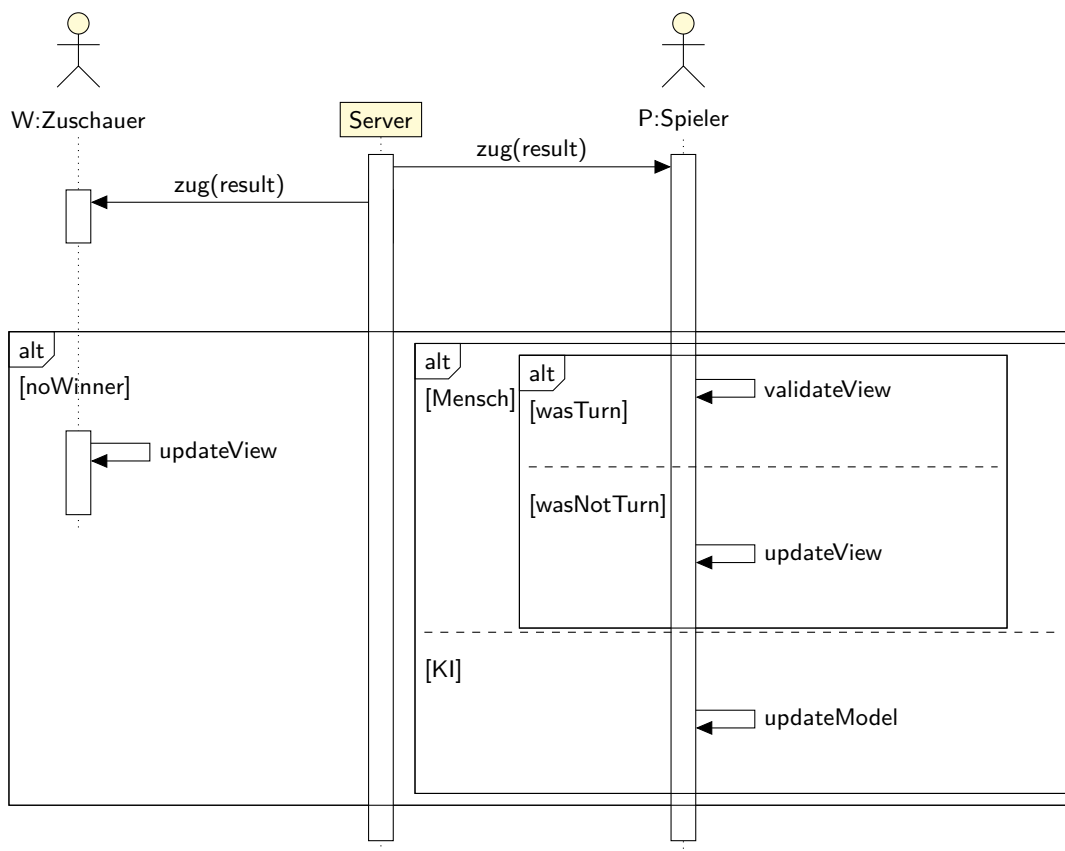 W:Zuschauer
Server
P:Spieler
zug(result)
zug(result)
alt
[noWinner]
updateView
alt
[Mensch]
alt
[wasTurn]
validateView
[wasNotTurn]
updateView
[KI]
updateModel